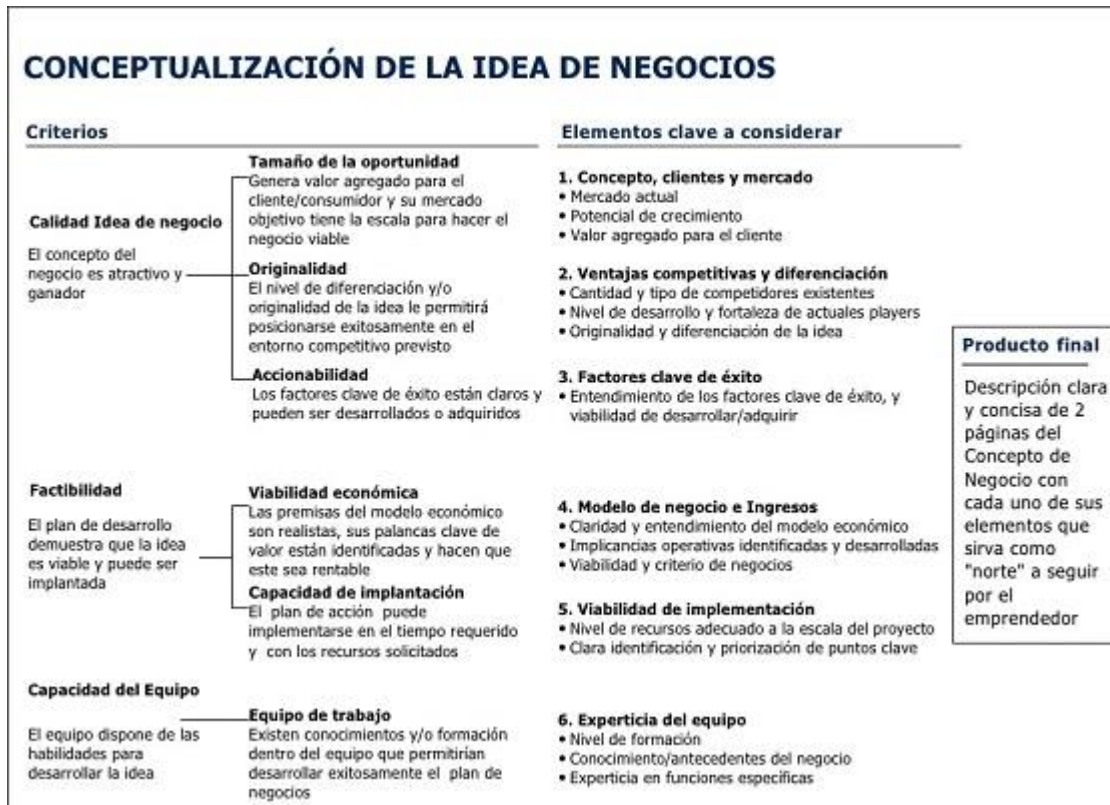 CONCEPTUALIZACIÓN DE LA IDEA DE NEGOCIOS
Criterios
Calidad Idea de negocio
El concepto del
negocio es atractivo y
ganador
Tamaño de la oportunidad
Genera valor agregado para el
cliente/consumidor y su mercado
objetivo tiene la escala para hacer el
negocio viable
Originalidad
El nivel de diferenciación y/o
originalidad de la idea le permitirá
posicionarse exitosamente en el
entorno competitivo previsto
Accionabilidad
Los factores clave de éxito están claros y
pueden ser desarrollados o adquiridos
Factibilidad
El plan de desarrollo
demuestra que la idea
es viable y puede ser
implantada
Viabilidad económica
Las premisas del modelo económico
son realistas, sus palancas clave de
valor están identificadas y hacen que
este sea rentable
Capacidad de implantación
El plan de acción puede
implementarse en el tiempo requerido
y con los recursos solicitados
Capacidad del Equipo
El equipo dispone de las
habilidades para
desarrollar la idea
Equipo de trabajo
Existen conocimientos y/o formación
dentro del equipo que permitirían
desarrollar exitosamente el plan de
negocios
Elementos clave a considerar
1. Concepto, clientes y mercado
• Mercado actual
• Potencial de crecimiento
• Valor agregado para el cliente
2. Ventajas competitivas y diferenciación
• Cantidad y tipo de competidores existentes
• Nivel de desarrollo y fortaleza de actuales players
• Originalidad y diferenciación de la idea
3. Factores clave de éxito
• Entendimiento de los factores clave de éxito, y
viabilidad de desarrollar/adquirir
4. Modelo de negocio e Ingresos
• Claridad y entendimiento del modelo económico
• Implicancias operativas identificadas y desarrolladas
• Viabilidad y criterio de negocios
5. Viabilidad de implementación
• Nivel de recursos adecuado a la escala del proyecto
• Clara identificación y priorización de puntos clave
6. Experticia del equipo
• Nivel de formación
• Conocimiento/antecedentes del negocio
• Experticia en funciones específicas
Producto final
Descripción clara
y concisa de 2
páginas del
Concepto de
Negocio con
cada uno de sus
elementos que
sirva como
"norte" a seguir
por el
emprendedor